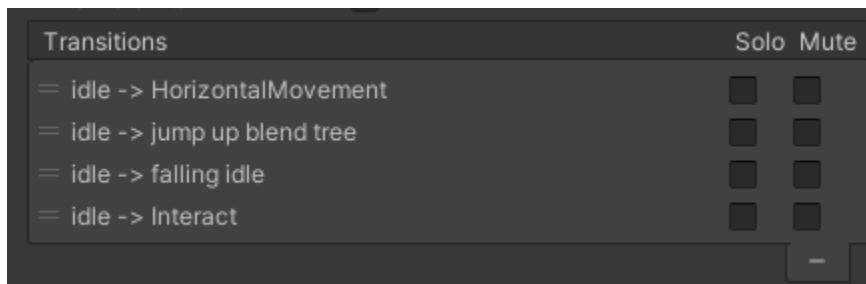 Transitions Solo Mute
idle -> HorizontalMovement
idle -> jump up blend tree
idle -> falling idle
idle -> Interact